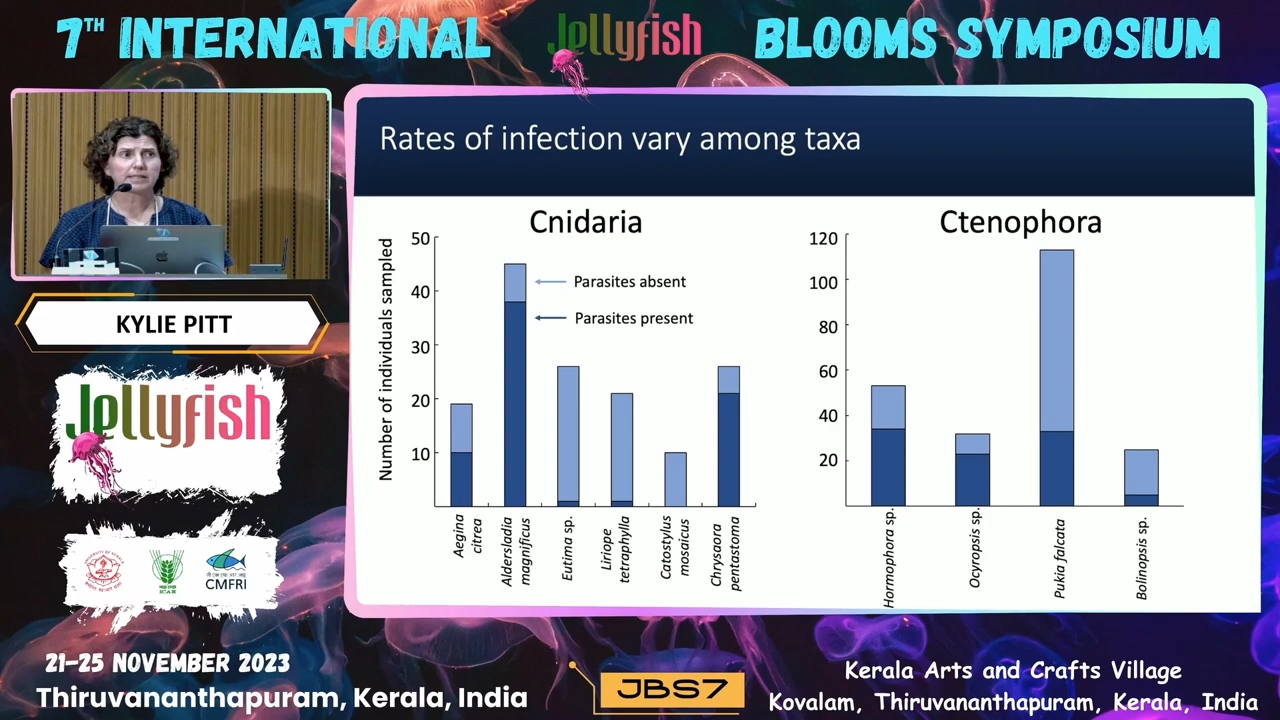 7TH INTERNATIONAL Jellyfish BLOOMS SYMPOSIUM
KYLIE PITT
Jellyfish
ICAR
CMFRI
21-25 NOVEMBER 2023
Thiruvananthapuram, Kerala, India
Rates of infection vary among taxa
Cnidaria
Number of individuals sampled
50
40
30
20
10
Parasites absent
Parasites present
Aegina
citrea
Aldersladia
magnificus
Eutima sp.
Liriope
tetraphylla
Catostylus
mosaicus
Chrysaora
pentastoma
Ctenophora
120
100
80
60
40
20
Hormophora sp.
Ocyropsis sp.
Pukia falcata
Bolinopsis sp.
JBS7
Kerala Arts and Crafts Village
Kovalam, Thiruvananthapuram, Kerala, India